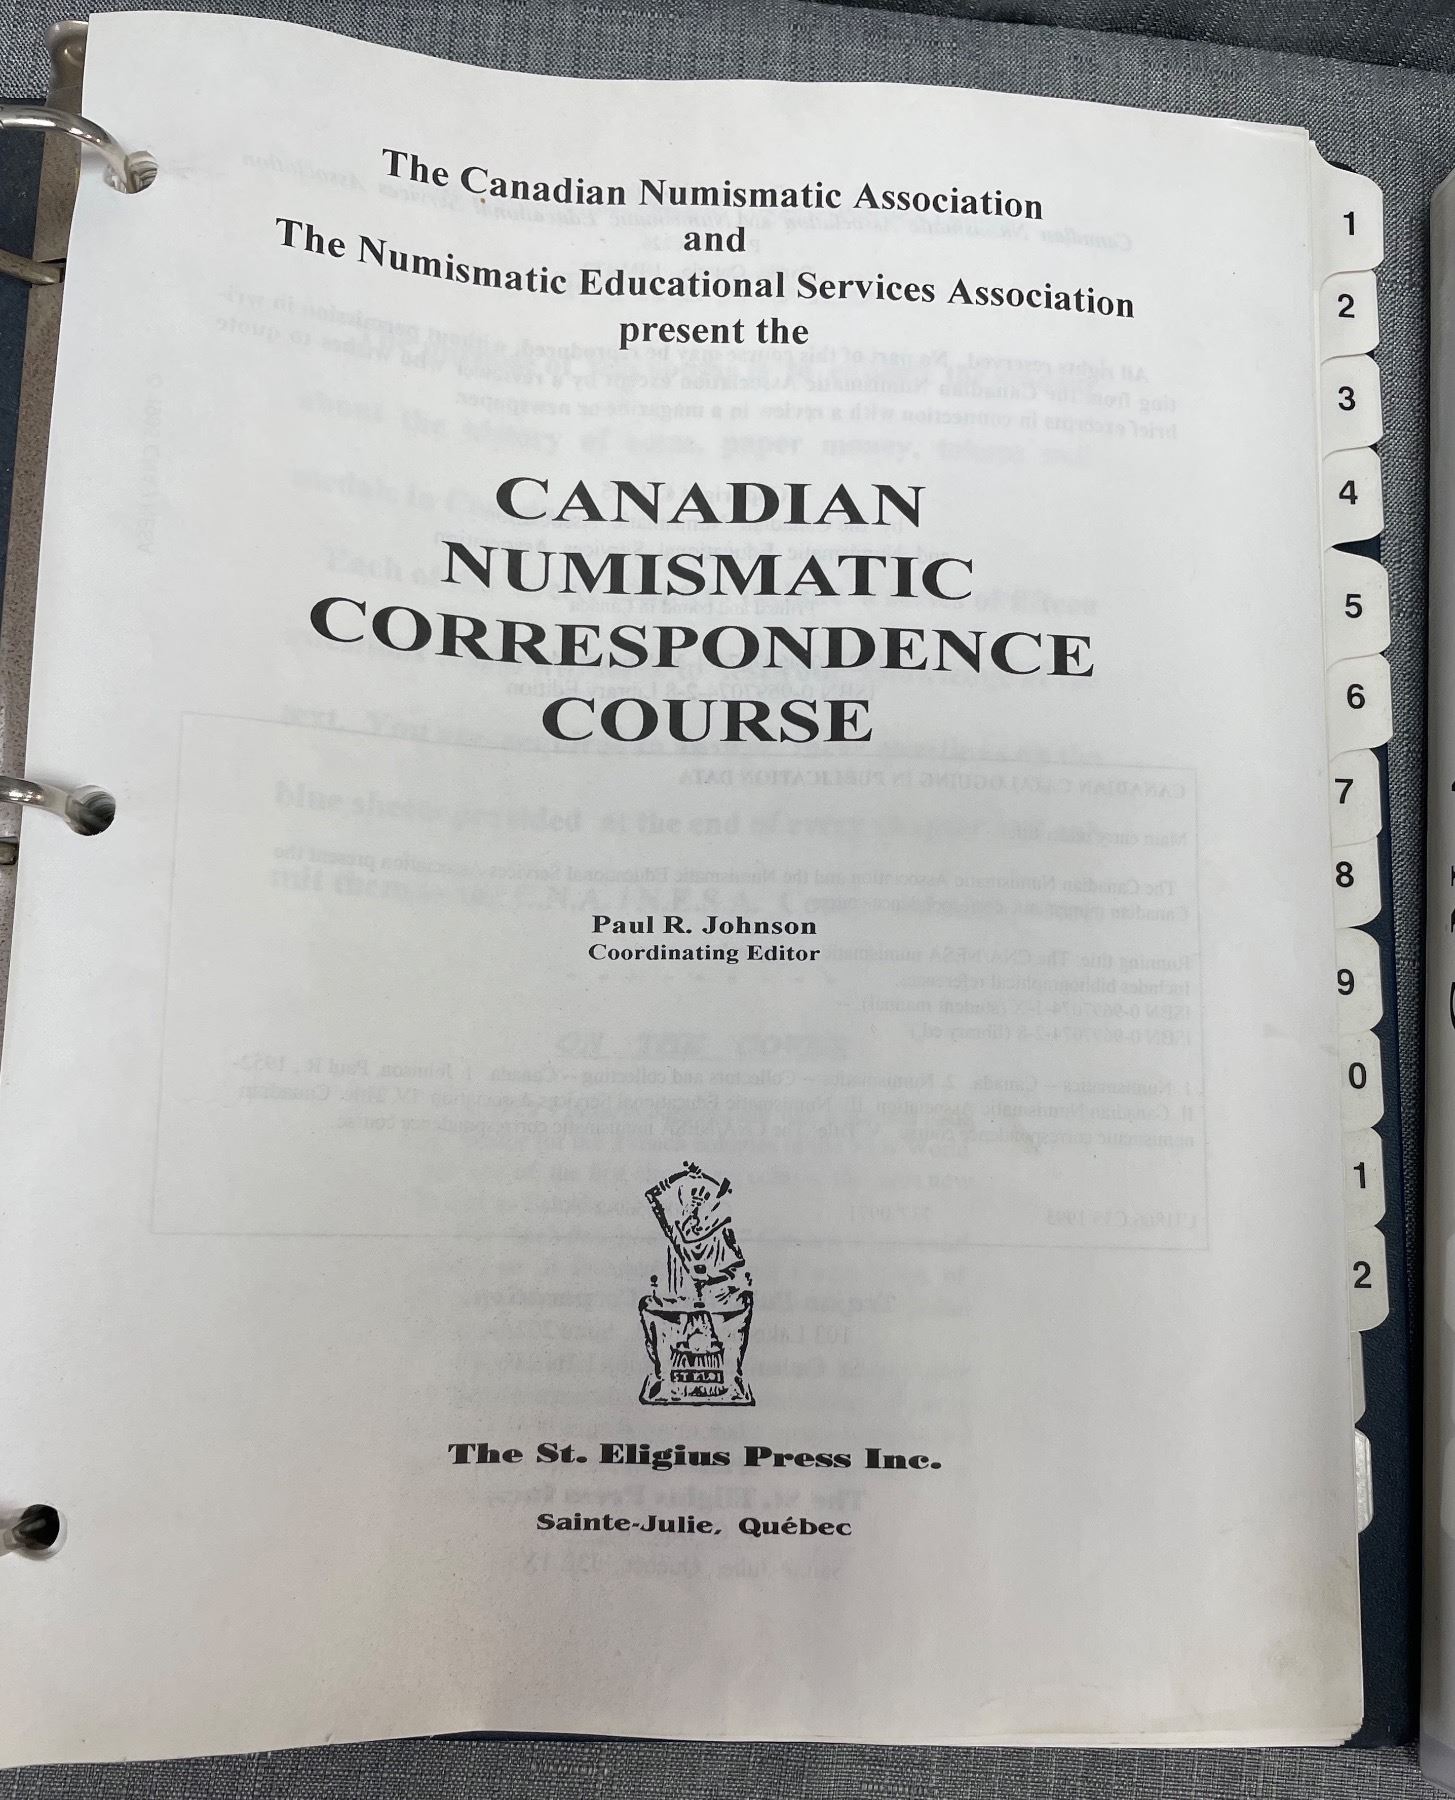 The Canadian Numismatic Association
and
The Numismatic Educational Services Association
present the
CANADIAN
NUMISMATIC
CORRESPONDENCE
COURSE
Paul R. Johnson
Coordinating Editor
ST ELOI
The St. Eligius Press Inc.
Sainte-Julie, Québec
1
2
3
4
5
6
7
8
9
0
1
2